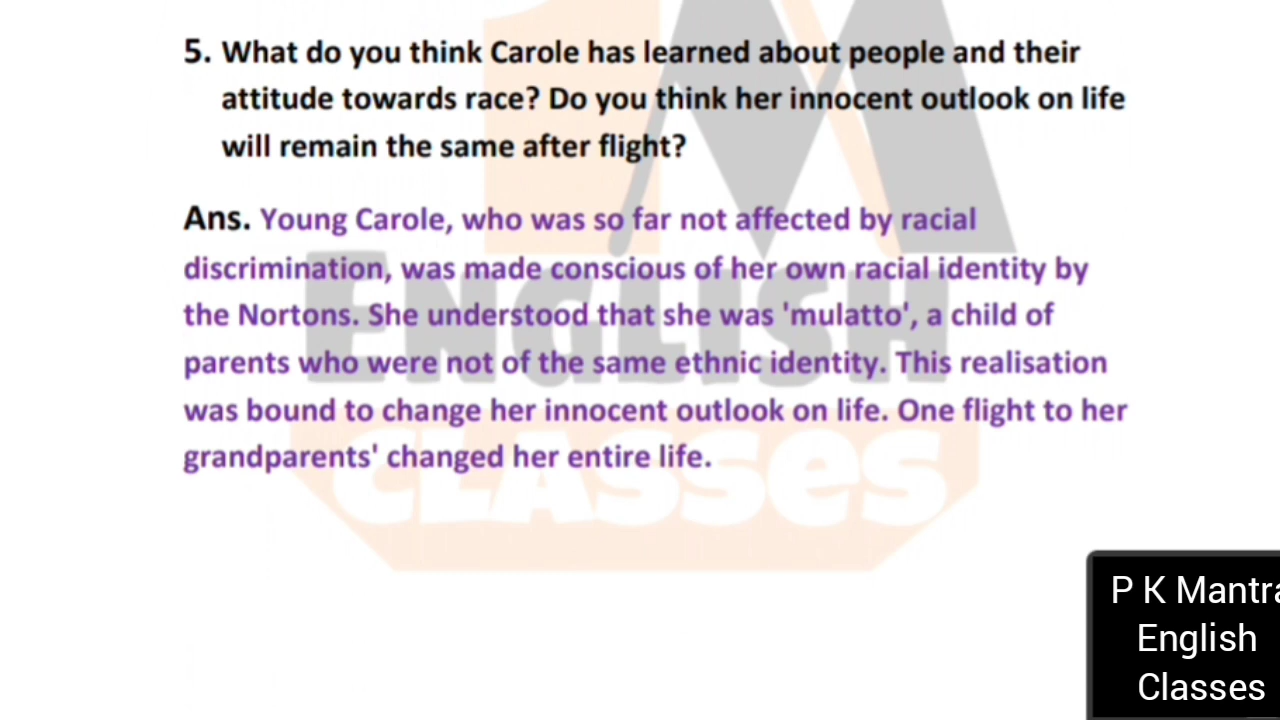 5. What do you think Carole has learned about people and their
attitude towards race? Do you think her innocent outlook on life
will remain the same after flight?
Ans. Young Carole, who was so far not affected by racial
discrimination, was made conscious of her own racial identity by
the Nortons. She understood that she was 'mulatto', a child of
parents who were not of the same ethnic identity. This realisation
was bound to change her innocent outlook on life. One flight to her
grandparents' changed her entire life.
ENGLISH
CLASSES
P K Mantra
English
Classes